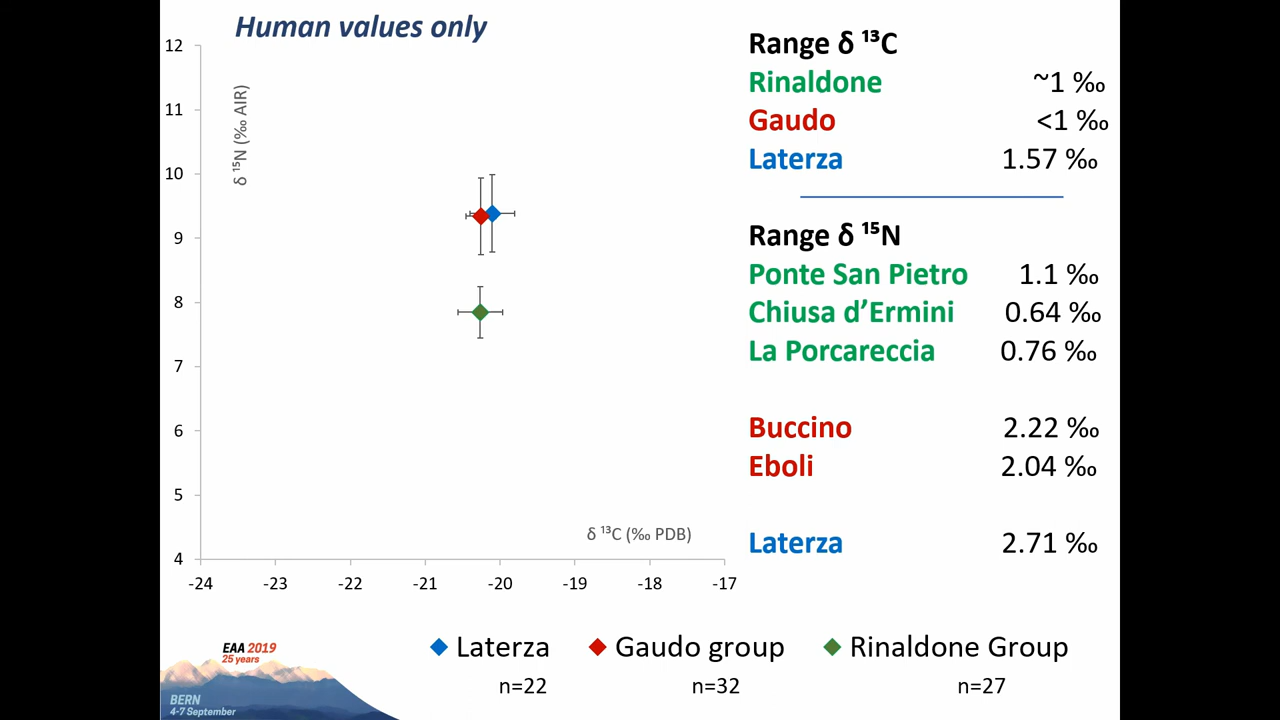 Human values only
12
11
10
9
8
7
6
5
4
δ ¹⁵N (‰ AIR)
δ ¹³C (‰ PDB)
-24 -23 -22 -21 -20 -19 -18 -17
Range δ ¹³C
Rinaldone ~1 ‰
Gaudo <1 ‰
Laterza 1.57 ‰
Range δ ¹⁵N
Ponte San Pietro 1.1 ‰
Chiusa d’Ermini 0.64 ‰
La Porcareccia 0.76 ‰
Buccino 2.22 ‰
Eboli 2.04 ‰
Laterza 2.71 ‰
Laterza Gaudo group Rinaldone Group
n=22 n=32 n=27
EAA 2019
25 years
BERN
4-7 September